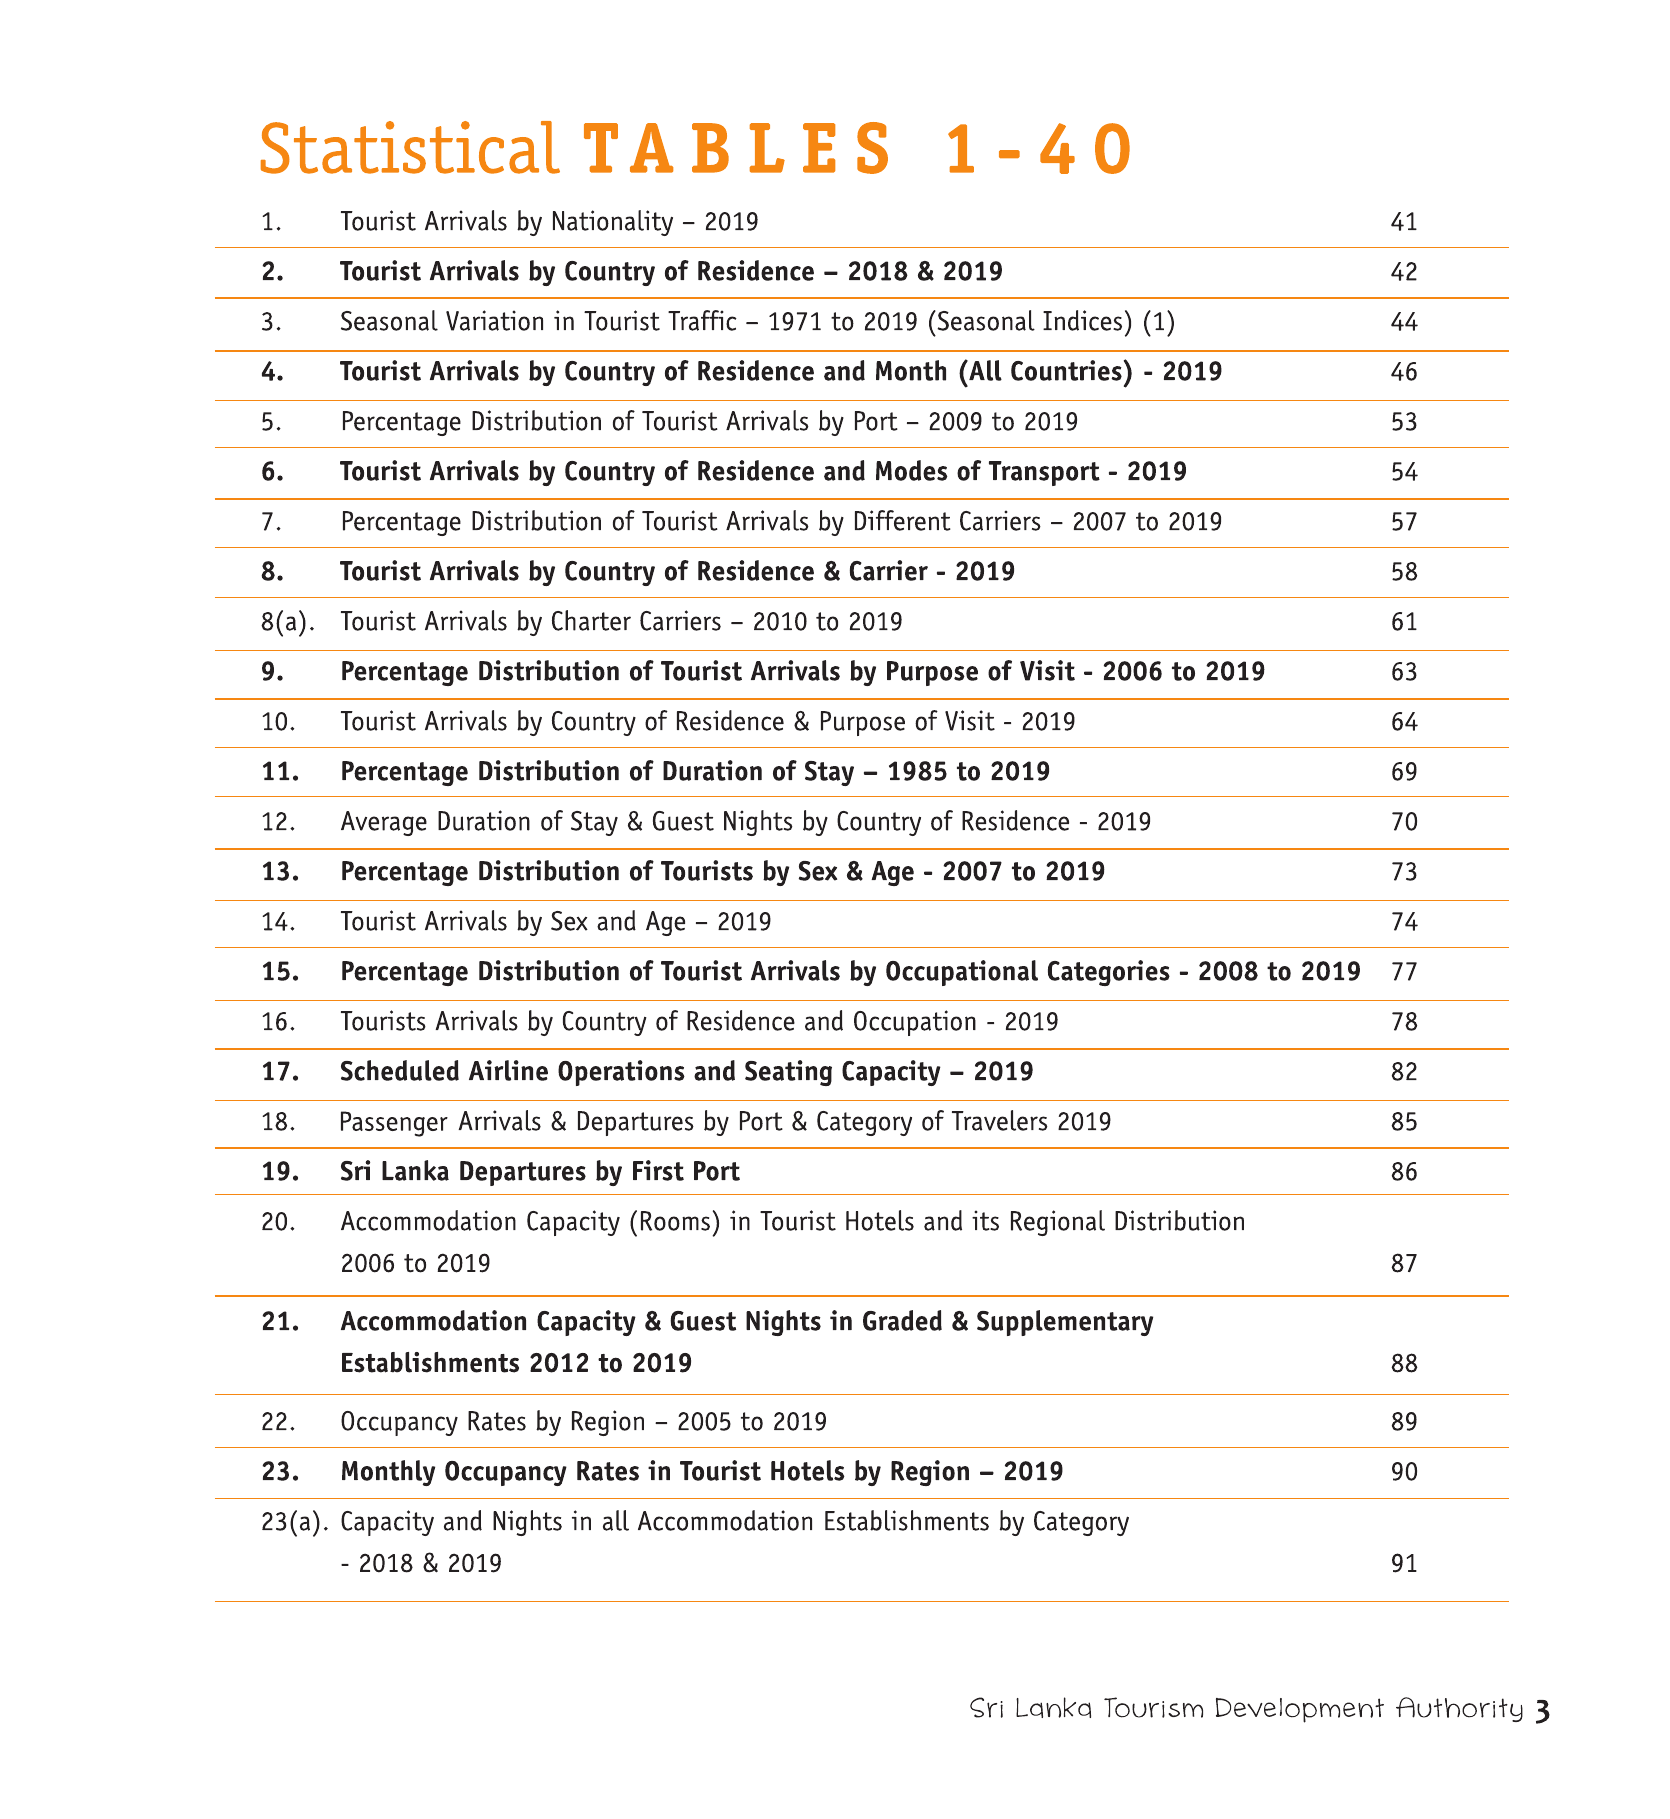 Statistical TABLES 1-40
1. Tourist Arrivals by Nationality – 2019 41
2. Tourist Arrivals by Country of Residence – 2018 & 2019 42
3. Seasonal Variation in Tourist Traffic – 1971 to 2019 (Seasonal Indices) (1) 44
4. Tourist Arrivals by Country of Residence and Month (All Countries) - 2019 46
5. Percentage Distribution of Tourist Arrivals by Port – 2009 to 2019 53
6. Tourist Arrivals by Country of Residence and Modes of Transport - 2019 54
7. Percentage Distribution of Tourist Arrivals by Different Carriers – 2007 to 2019 57
8. Tourist Arrivals by Country of Residence & Carrier - 2019 58
8(a). Tourist Arrivals by Charter Carriers – 2010 to 2019 61
9. Percentage Distribution of Tourist Arrivals by Purpose of Visit - 2006 to 2019 63
10. Tourist Arrivals by Country of Residence & Purpose of Visit - 2019 64
11. Percentage Distribution of Duration of Stay – 1985 to 2019 69
12. Average Duration of Stay & Guest Nights by Country of Residence - 2019 70
13. Percentage Distribution of Tourists by Sex & Age - 2007 to 2019 73
14. Tourist Arrivals by Sex and Age – 2019 74
15. Percentage Distribution of Tourist Arrivals by Occupational Categories - 2008 to 2019 77
16. Tourists Arrivals by Country of Residence and Occupation - 2019 78
17. Scheduled Airline Operations and Seating Capacity – 2019 82
18. Passenger Arrivals & Departures by Port & Category of Travelers 2019 85
19. Sri Lanka Departures by First Port 86
20. Accommodation Capacity (Rooms) in Tourist Hotels and its Regional Distribution
2006 to 2019 87
21. Accommodation Capacity & Guest Nights in Graded & Supplementary
Establishments 2012 to 2019 88
22. Occupancy Rates by Region – 2005 to 2019 89
23. Monthly Occupancy Rates in Tourist Hotels by Region – 2019 90
23(a). Capacity and Nights in all Accommodation Establishments by Category
- 2018 & 2019 91
Sri Lanka Tourism Development Authority 3